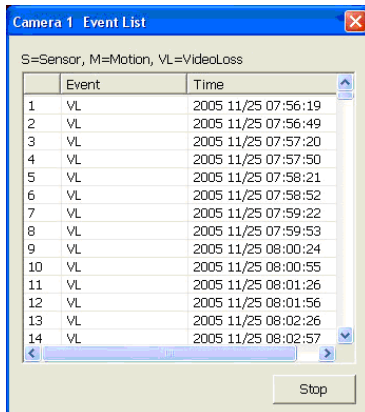 Camera 1 Event List
S=Sensor, M=Motion, VL=VideoLoss
Event Time
1 VL 2005 11/25 07:56:19
2 VL 2005 11/25 07:56:49
3 VL 2005 11/25 07:57:20
4 VL 2005 11/25 07:57:50
5 VL 2005 11/25 07:58:21
6 VL 2005 11/25 07:58:52
7 VL 2005 11/25 07:59:22
8 VL 2005 11/25 07:59:53
9 VL 2005 11/25 08:00:24
10 VL 2005 11/25 08:00:55
11 VL 2005 11/25 08:01:26
12 VL 2005 11/25 08:01:56
13 VL 2005 11/25 08:02:26
14 VL 2005 11/25 08:02:57
Stop